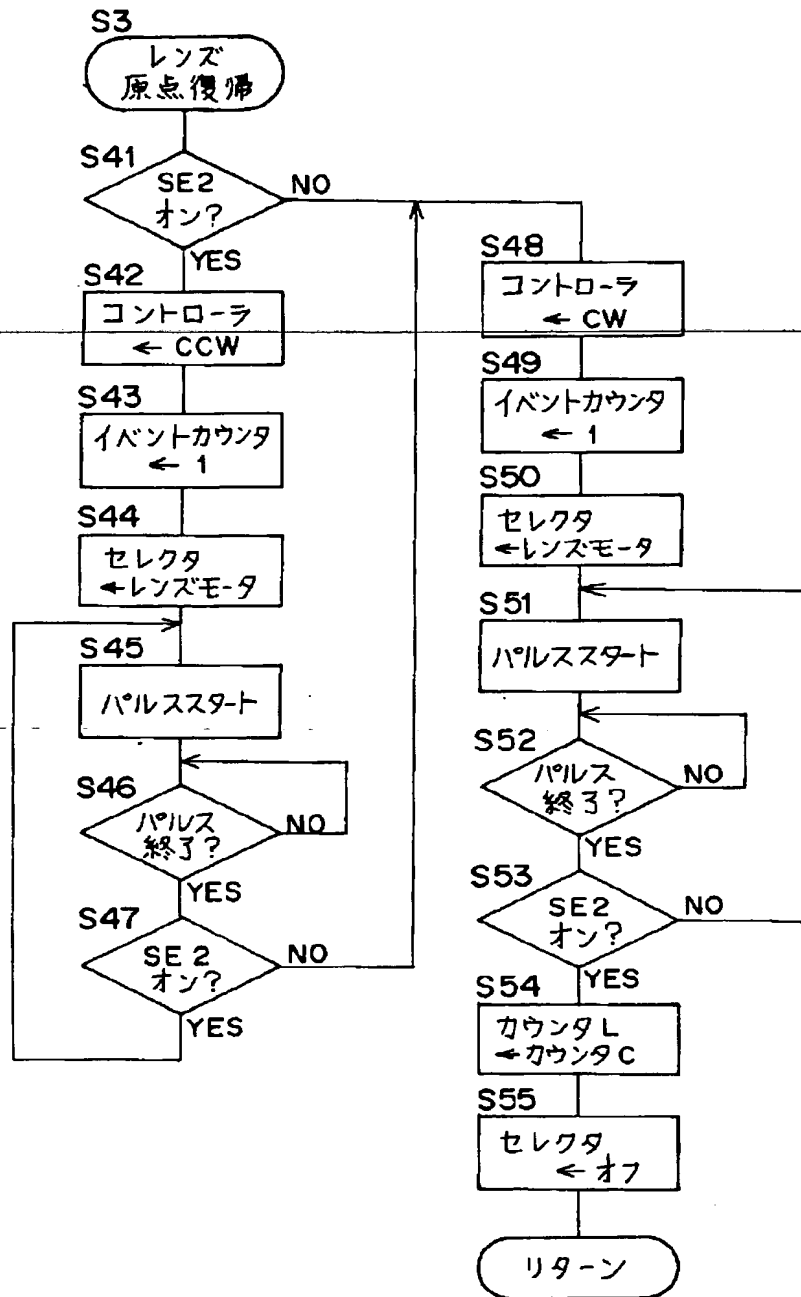 S3
レンズ
原点復帰
S41
SE2
オン?
NO
YES
S42
コントローラ
← CCW
S43
イベントカウンタ
← 1
S44
セレクタ
←レンズモータ
S45
パルススタート
S46
パルス
終了?
NO
YES
S47
SE2
オン?
NO
YES
S48
コントローラ
← CW
S49
イベントカウンタ
← 1
S50
セレクタ
←レンズモータ
S51
パルススタート
S52
パルス
終了?
NO
YES
S53
SE2
オン?
NO
YES
S54
カウンタL
←カウンタC
S55
セレクタ
←オフ
リターン